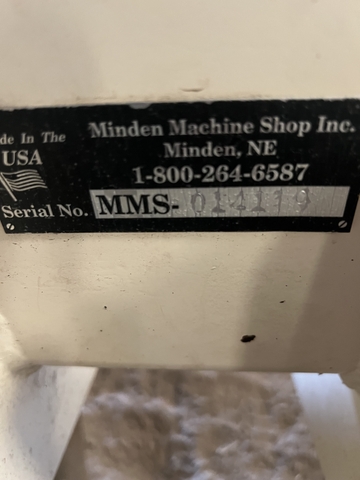 de In The
USA
Minden Machine Shop Inc.
Minden, NE
1-800-264-6587
Serial No. MMS-014119